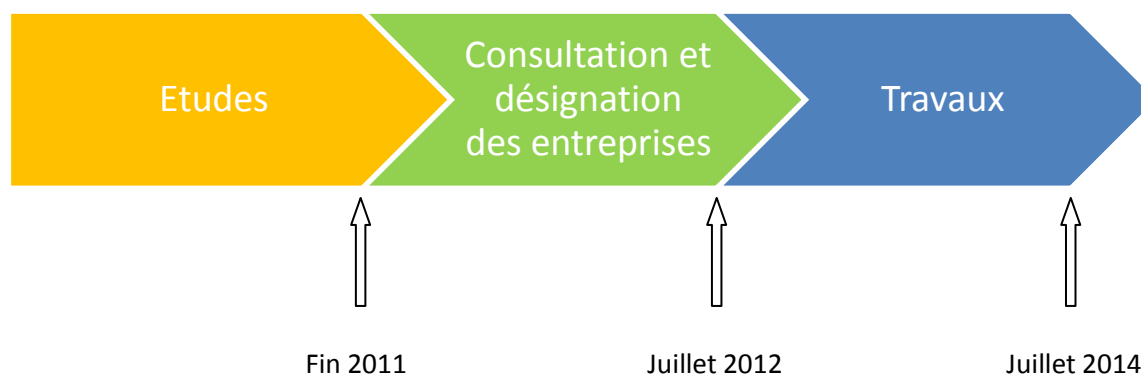 Etudes
Consultation et
désignation
des entreprises
Travaux
Fin 2011
Juillet 2012
Juillet 2014